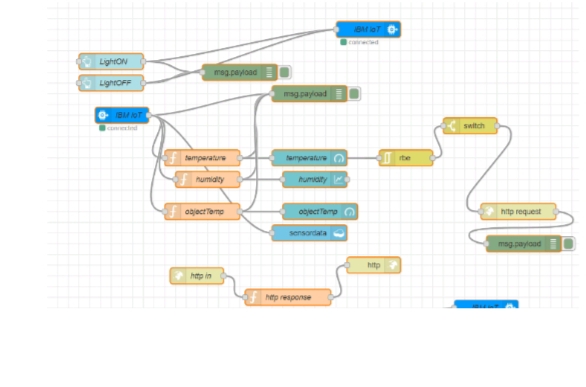 IBM IoT
connected
LightON
msg.payload
LightOFF
msg.payload
IBM IoT
connected
switch
temperature
temperature
rbe
humidity
humidity
objectTemp
objectTemp
http request
sensordata
msg.payload
http
http in
http response
IBM IoT